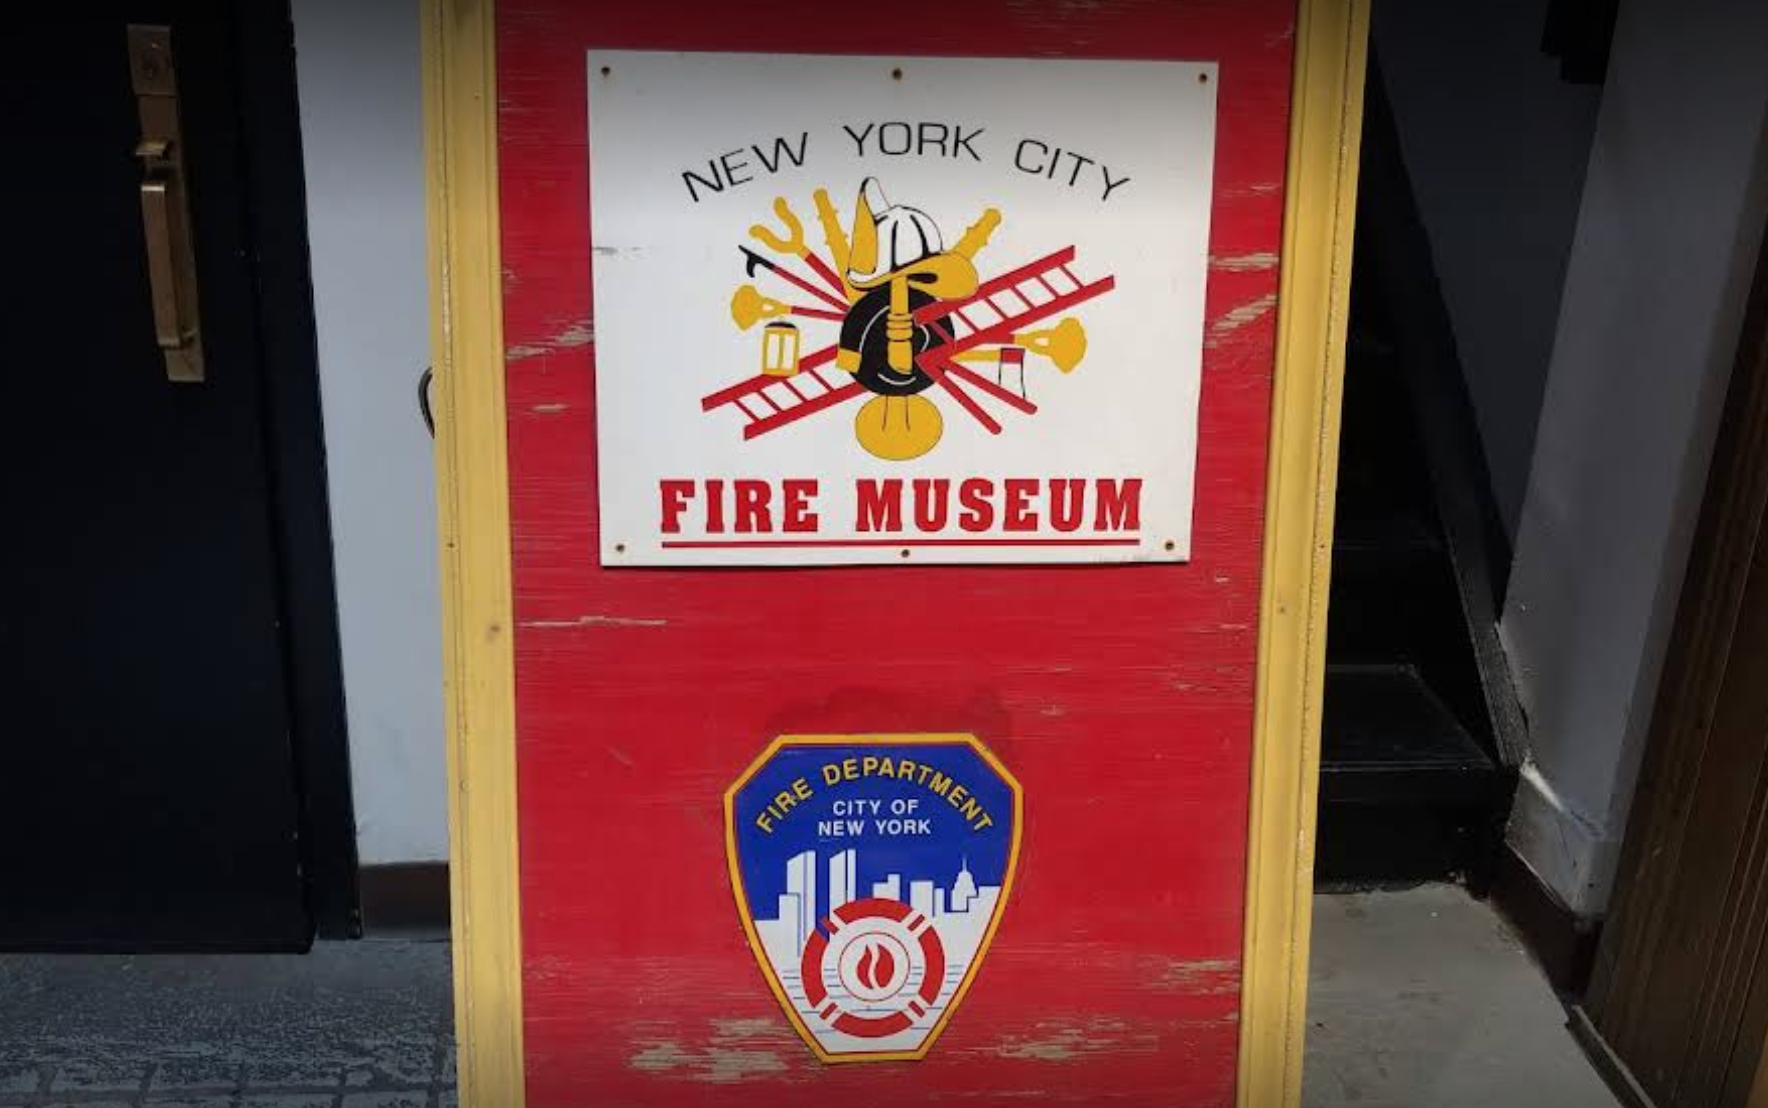 NEW YORK CITY
FIRE MUSEUM
FIRE DEPARTMENT
CITY OF
NEW YORK